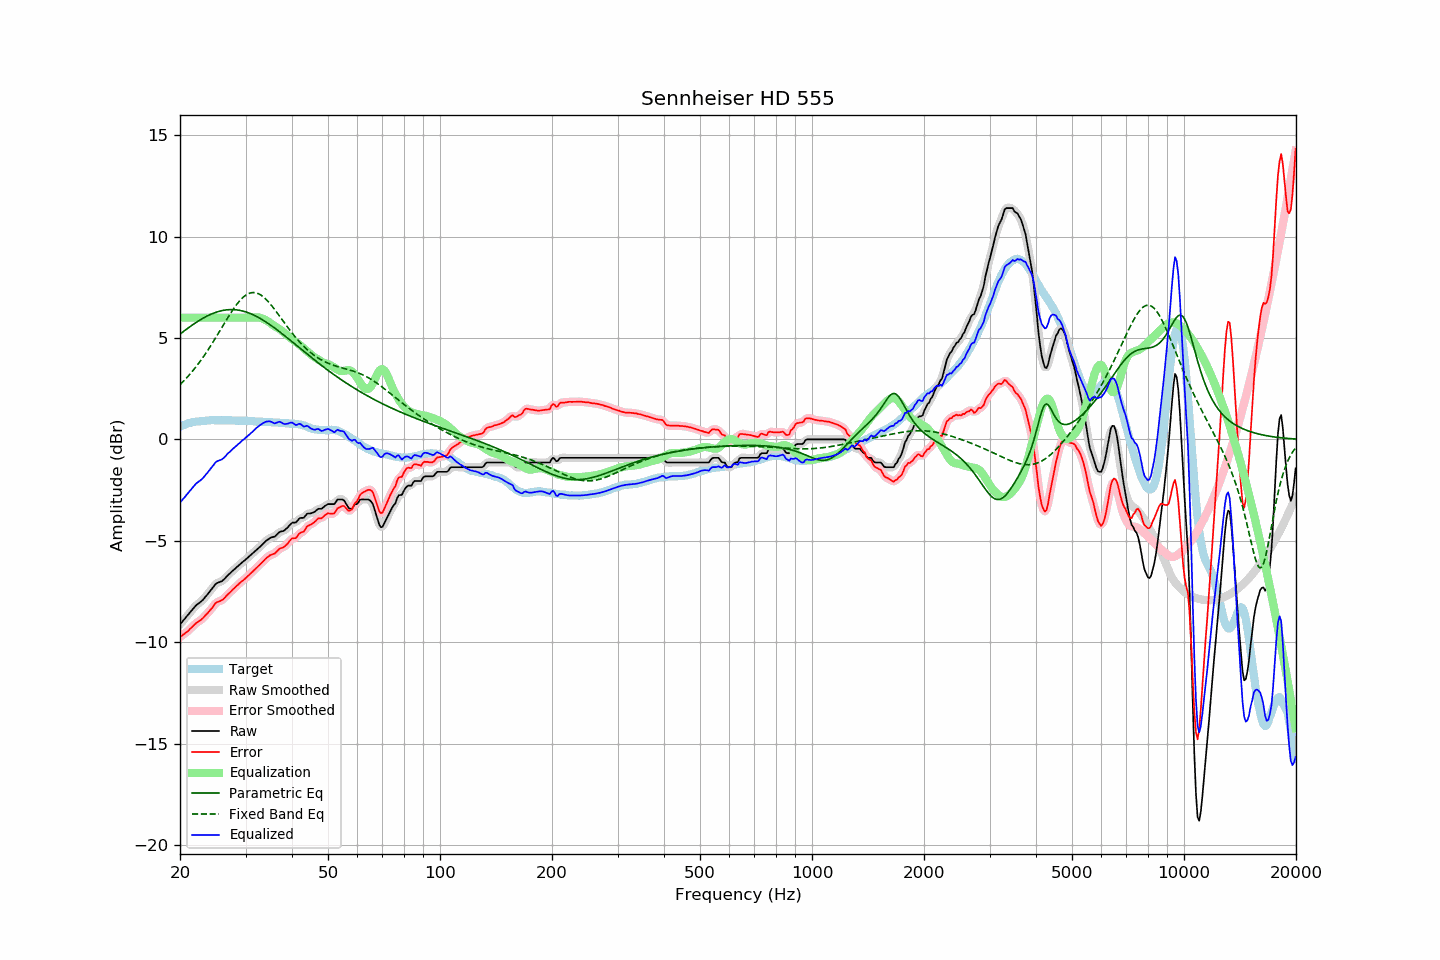 Sennheiser HD 555
15
10
5
0
−5
−10
−15
−20
Amplitude (dBr)
Target
Raw Smoothed
Error Smoothed
Raw
Error
Equalization
Parametric Eq
Fixed Band Eq
Equalized
20 50 100 200 500 1000 2000 5000 10000 20000
Frequency (Hz)